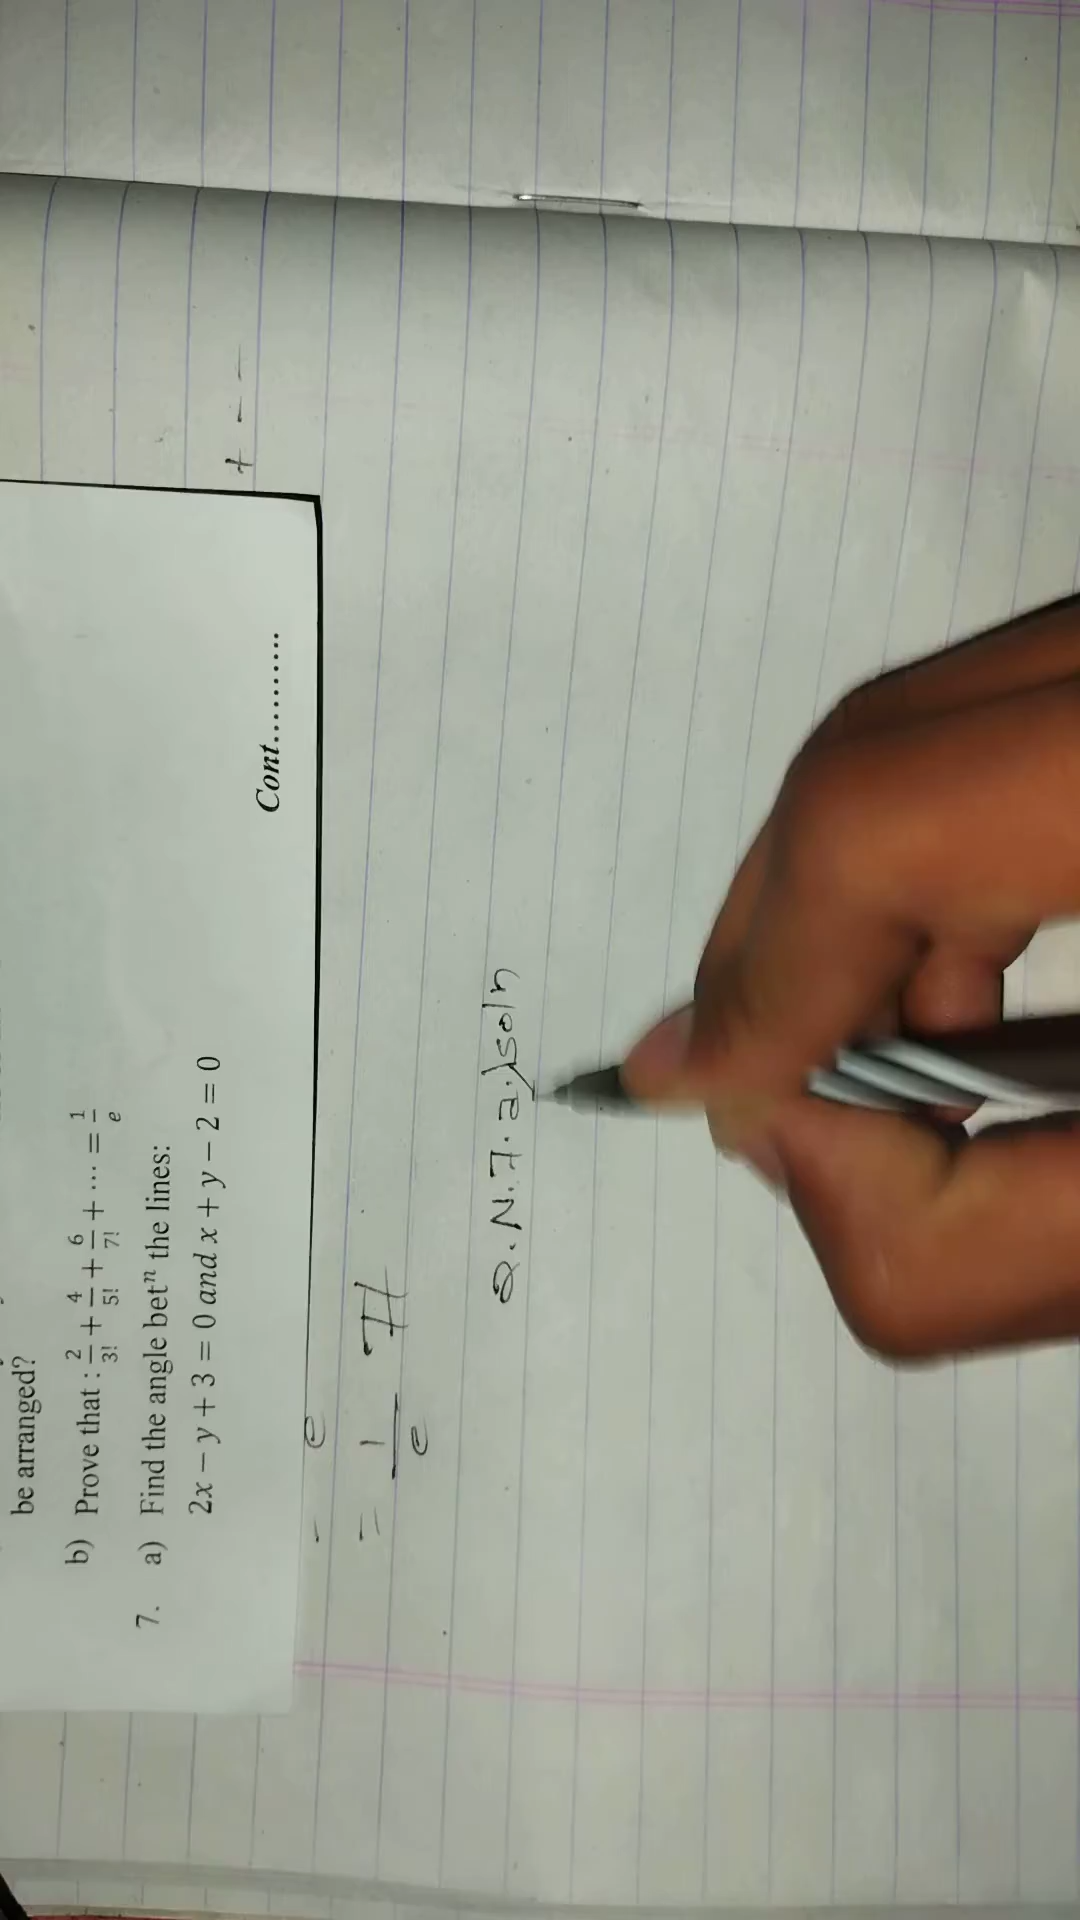 be arranged?
b) Prove that : 2/3! + 4/5! + 6/7! + ... = 1/e
7. a) Find the angle betⁿ the lines:
2x − y + 3 = 0 and x + y − 2 = 0
Cont...........
+ - -
- e
= 1/e #
Q.N.7.a.) soln